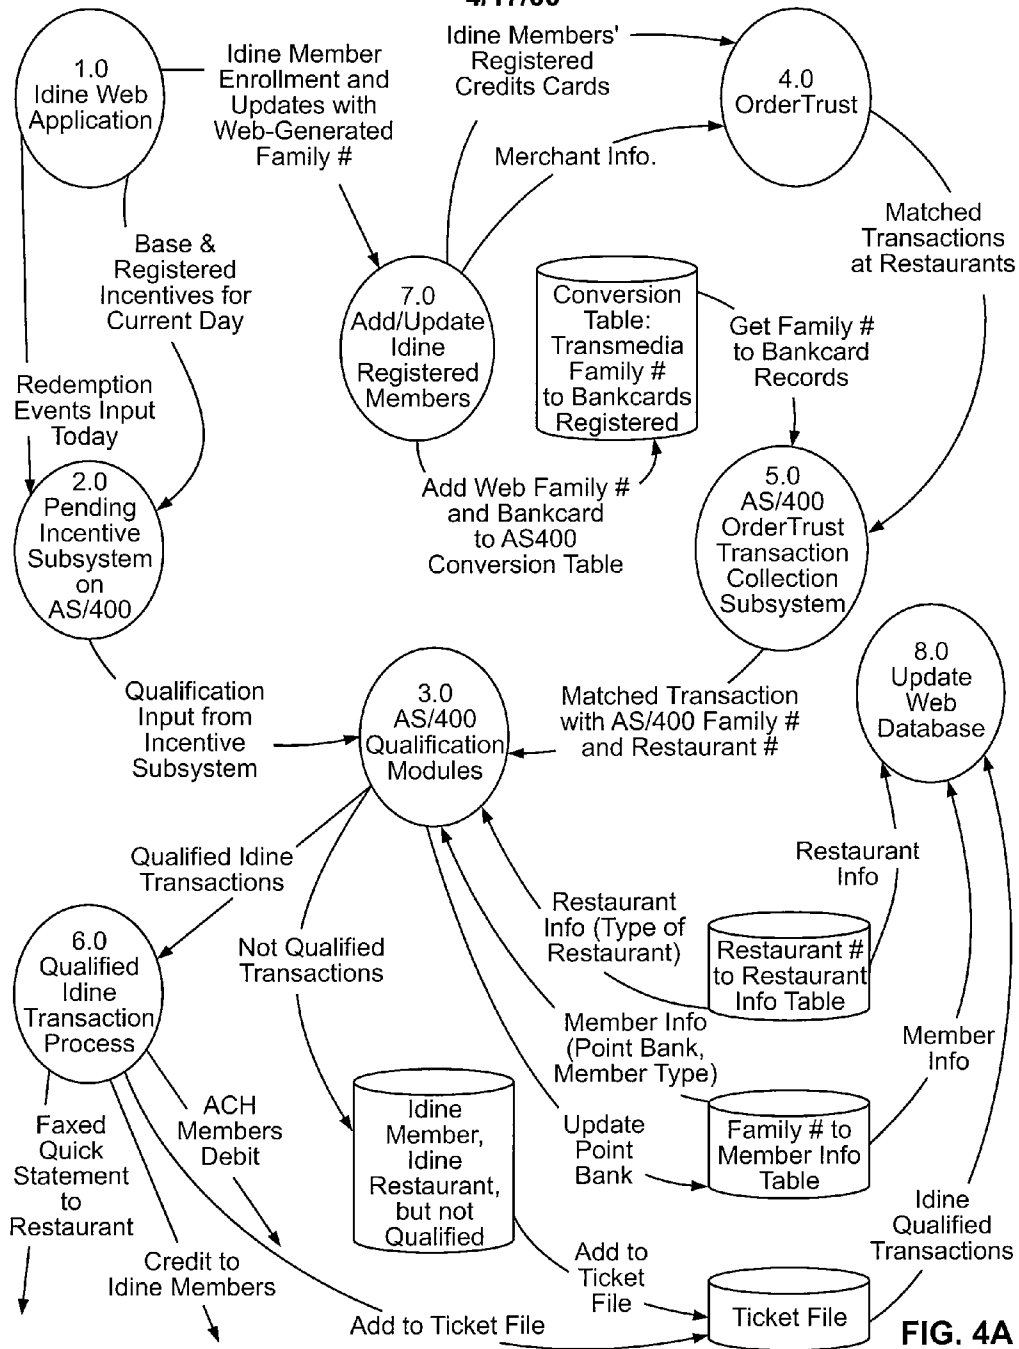 4/17/00
1.0
Idine Web
Application
Idine Member
Enrollment and
Updates with
Web-Generated
Family #
Idine Members'
Registered
Credits Cards
4.0
OrderTrust
Merchant Info.
Matched
Transactions
at Restaurants
Base &
Registered
Incentives for
Current Day
7.0
Add/Update
Idine
Registered
Members
Conversion
Table:
Transmedia
Family #
to Bankcards
Registered
Get Family #
to Bankcard
Records
Redemption
Events Input
Today
2.0
Pending
Incentive
Subsystem
on
AS/400
Add Web Family #
and Bankcard
to AS400
Conversion Table
5.0
AS/400
OrderTrust
Transaction
Collection
Subsystem
8.0
Update
Web
Database
Qualification
Input from
Incentive
Subsystem
3.0
AS/400
Qualification
Modules
Matched Transaction
with AS/400 Family #
and Restaurant #
Qualified Idine
Transactions
Restaurant
Info
Restaurant
Info (Type of
Restaurant)
6.0
Qualified
Idine
Transaction
Process
Not Qualified
Transactions
Restaurant #
to Restaurant
Info Table
Member Info
(Point Bank,
Member Type)
Member
Info
Faxed
Quick
Statement
to
Restaurant
ACH
Members
Debit
Idine
Member,
Idine
Restaurant,
but not
Qualified
Update
Point
Bank
Family # to
Member Info
Table
Idine
Qualified
Transactions
Credit to
Idine Members
Add to
Ticket
File
Add to Ticket File
Ticket File
FIG. 4A